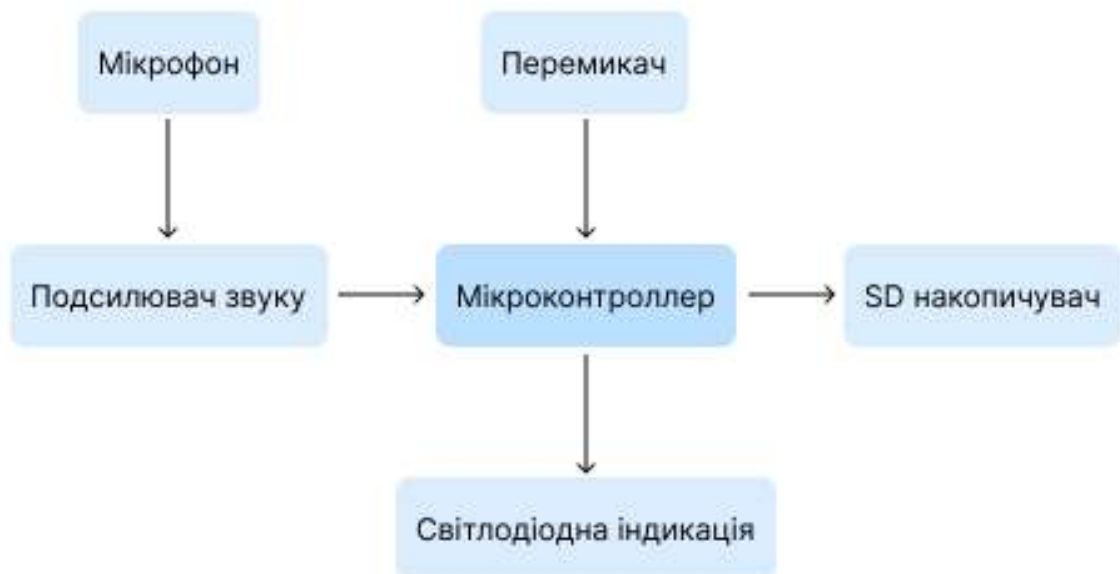 Мікрофон
Перемикач
Подсилювач звуку
Мікроконтроллер
SD накопичувач
Світлодіодна індикація